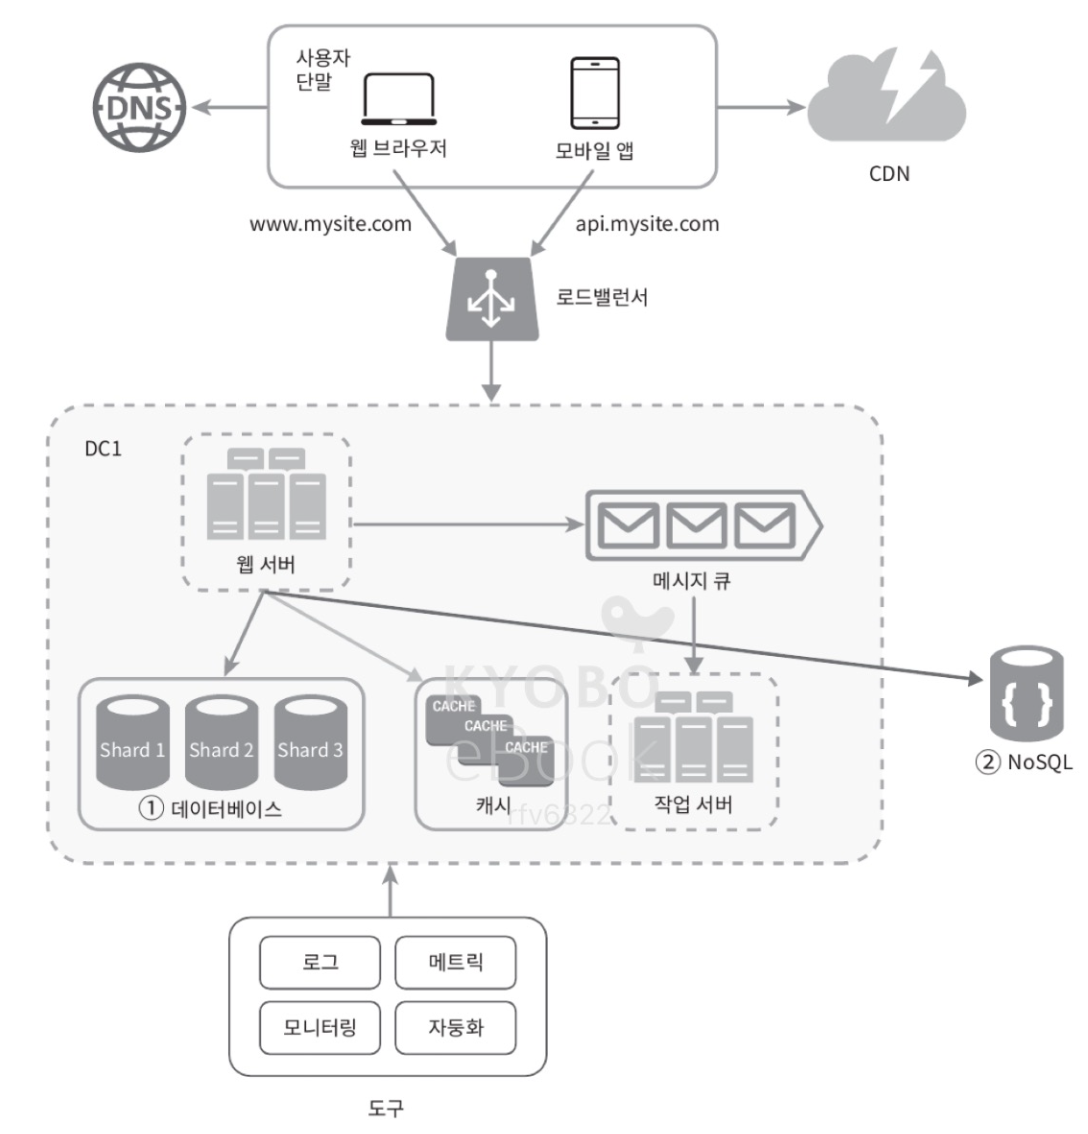 사용자
단말
DNS
웹 브라우저
모바일 앱
CDN
www.mysite.com
api.mysite.com
로드밸런서
DC1
웹 서버
메시지 큐
KYOBO
eBook
rfv6322
Shard 1
Shard 2
Shard 3
① 데이터베이스
CACHE
CACHE
CACHE
캐시
작업 서버
{ }
② NoSQL
로그
메트릭
모니터링
자동화
도구